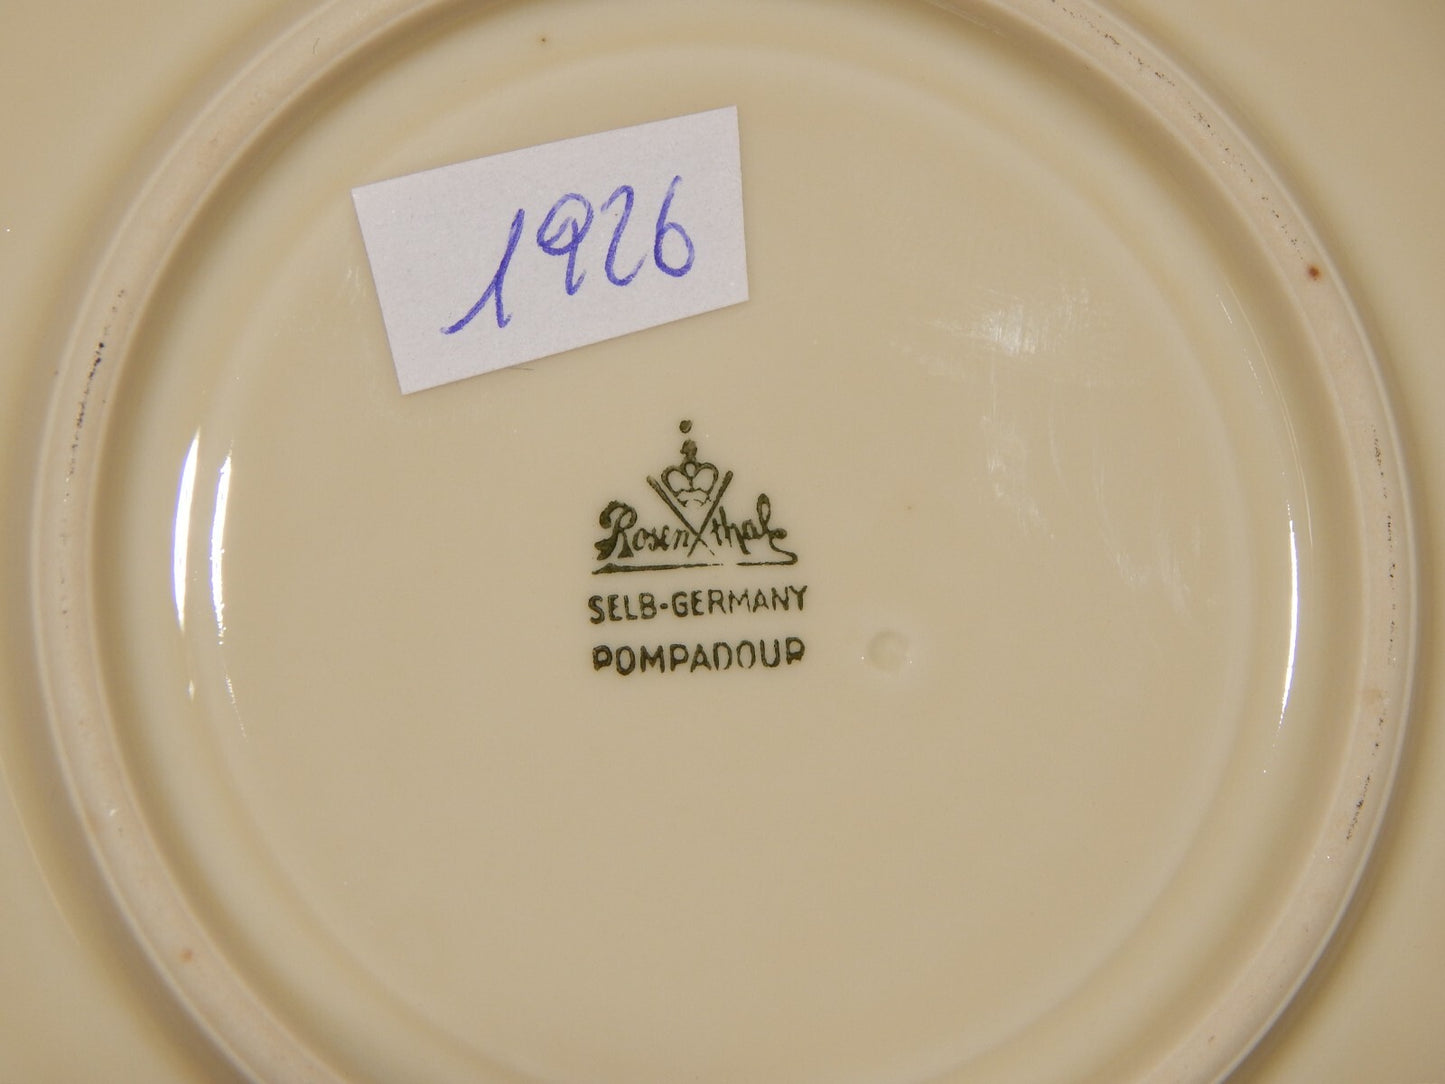 1926
Rosenthal
SELB-GERMANY
POMPADOUR